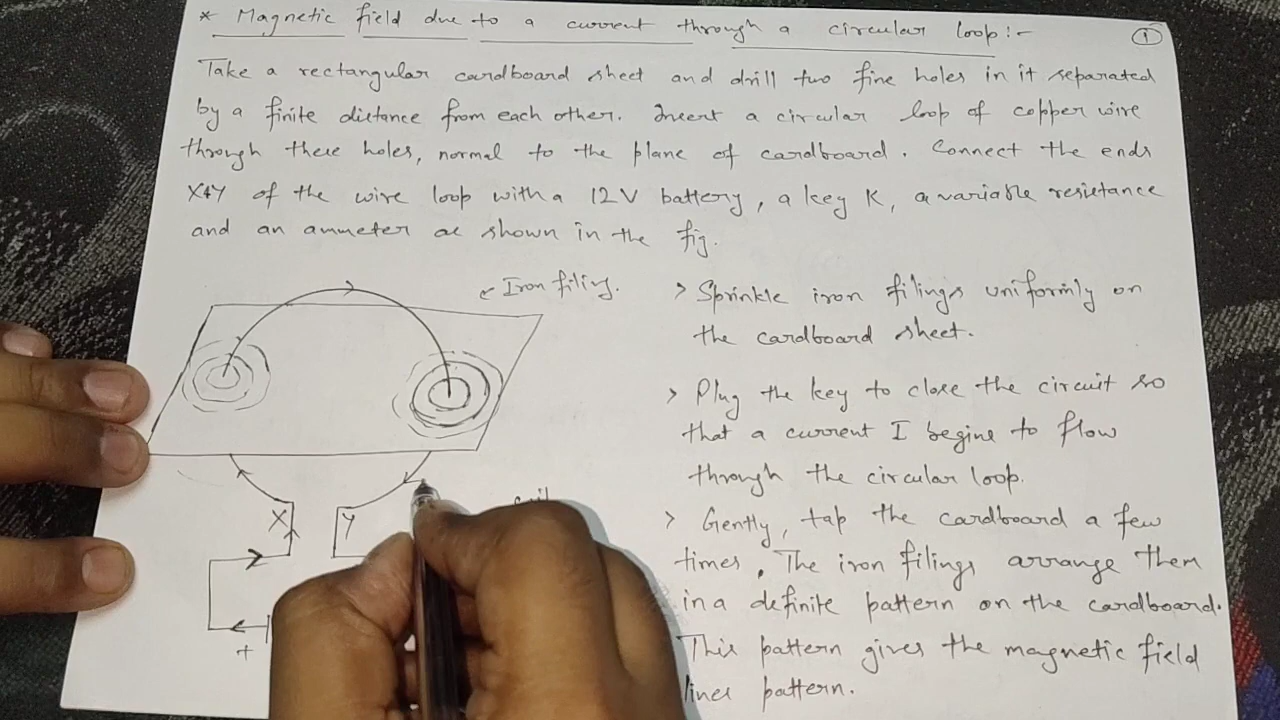 * Magnetic field due to a current through a circular loop:-
1
Take a rectangular cardboard sheet and drill two fine holes in it separated
by a finite distance from each other. Insert a circular loop of copper wire
through these holes, normal to the plane of cardboard. Connect the ends
X&Y of the wire loop with a 12V battery, a key K, a variable resistance
and an ammeter as shown in the fig.
Iron filing.
> Sprinkle iron filings uniformly on
the cardboard sheet.
> Plug the key to close the circuit so
that a current I begins to flow
through the circular loop.
> Gently, tap the cardboard a few
times. The iron filings arrange them
in a definite pattern on the cardboard.
This pattern gives the magnetic field
lines pattern.
X
Y
+